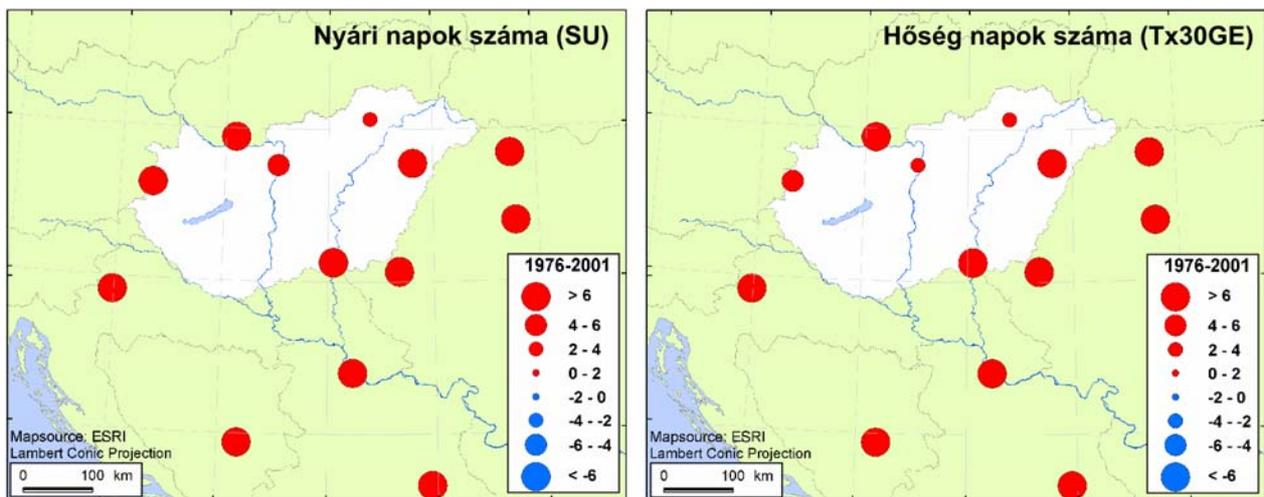 Nyári napok száma (SU)
1976-2001
> 6
4 - 6
2 - 4
0 - 2
-2 - 0
-4 --2
-6 --4
< -6
Mapsource: ESRI
Lambert Conic Projection
0 100 km
Hőség napok száma (Tx30GE)
1976-2001
> 6
4 - 6
2 - 4
0 - 2
-2 - 0
-4 --2
-6 --4
< -6
Mapsource: ESRI
Lambert Conic Projection
0 100 km